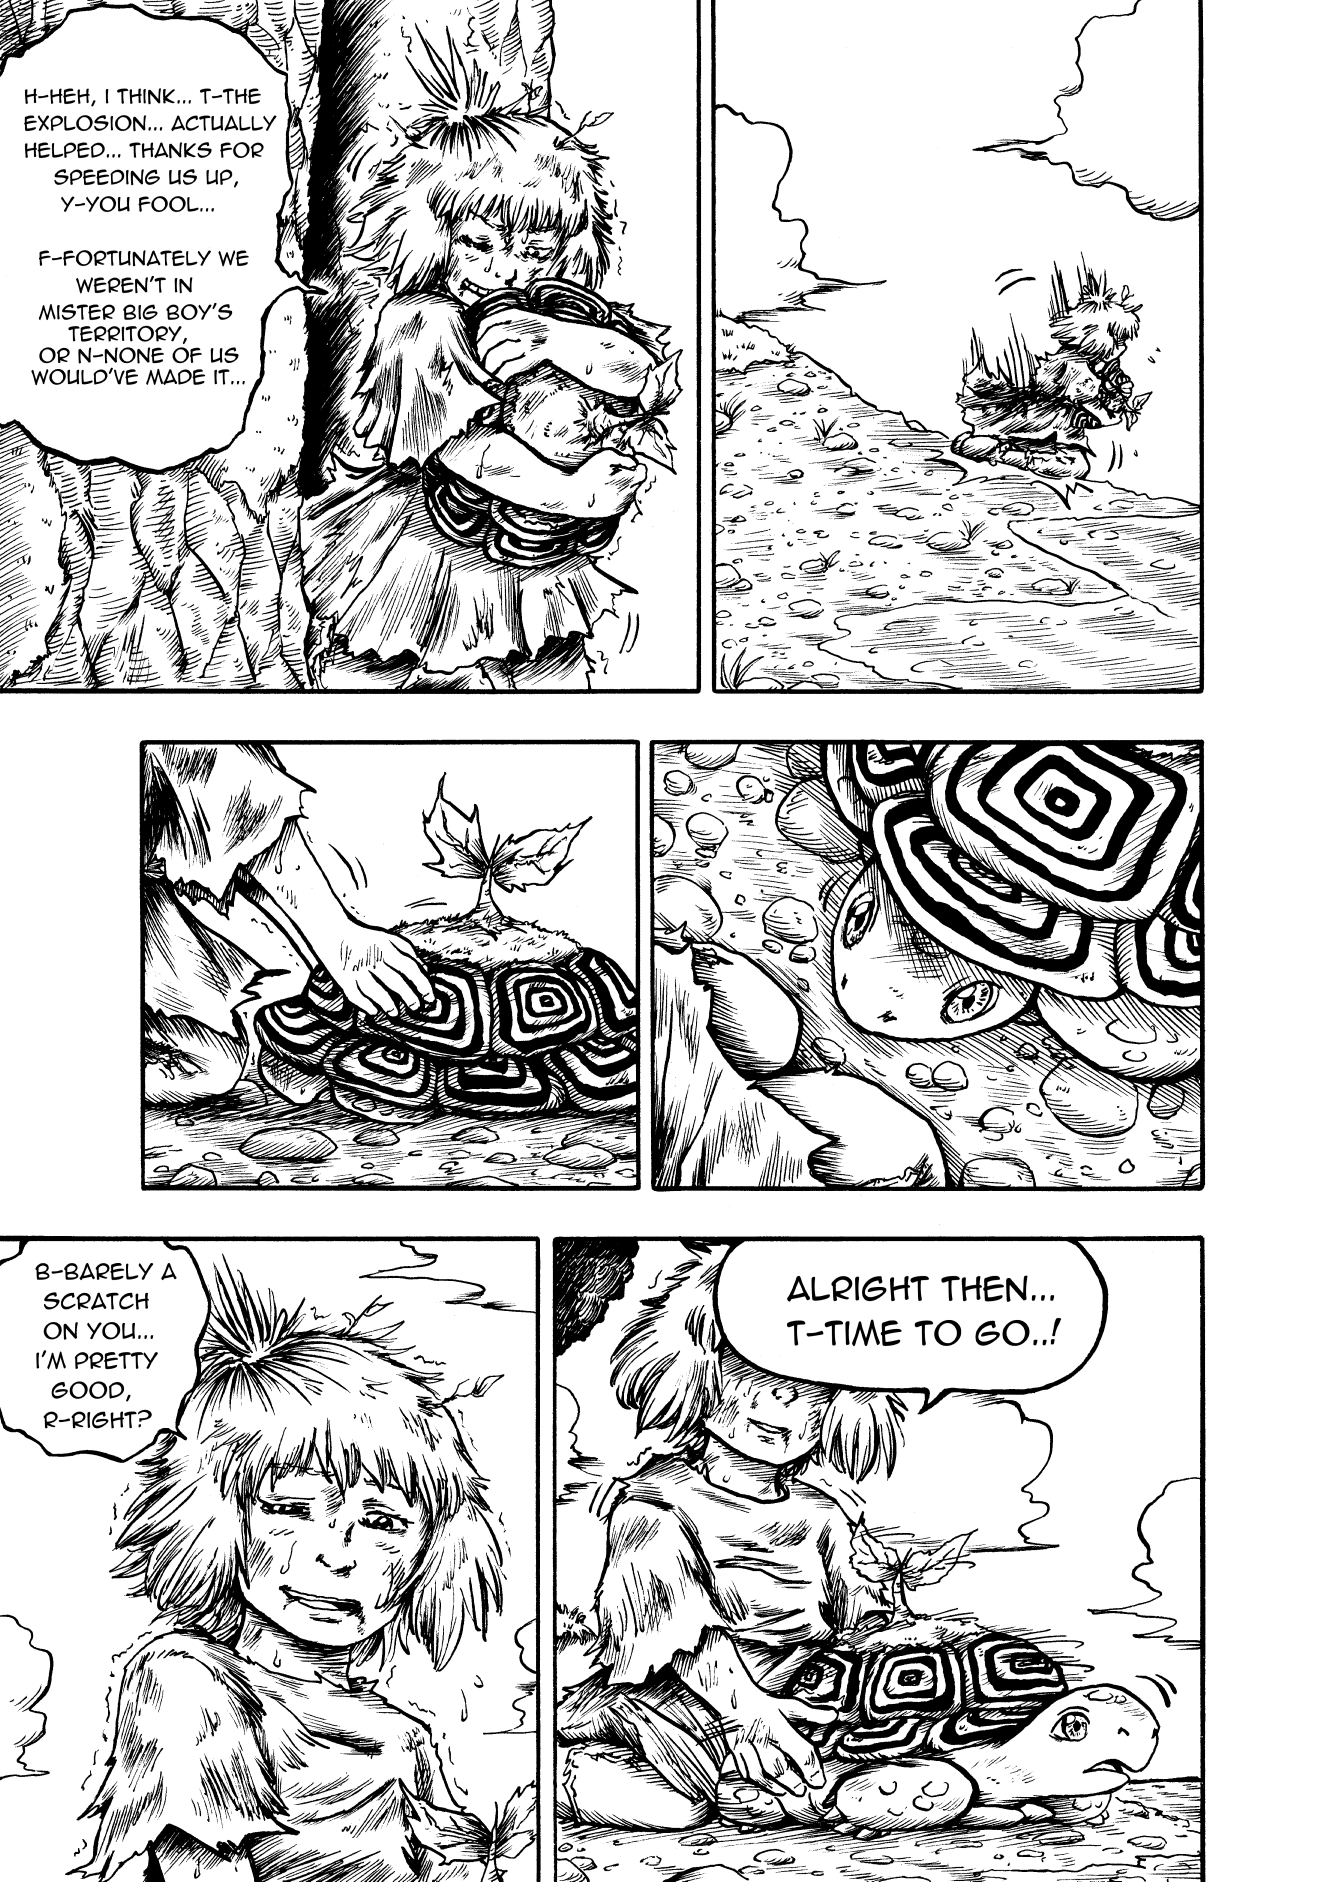 H-HEH, I THINK... T-THE
EXPLOSION... ACTUALLY
HELPED... THANKS FOR
SPEEDING US UP,
Y-YOU FOOL...
F-FORTUNATELY WE
WEREN'T IN
MISTER BIG BOY'S
TERRITORY,
OR N-NONE OF US
WOULD'VE MADE IT...
B-BARELY A
SCRATCH
ON YOU...
I'M PRETTY
GOOD,
R-RIGHT?
ALRIGHT THEN...
T-TIME TO GO..!